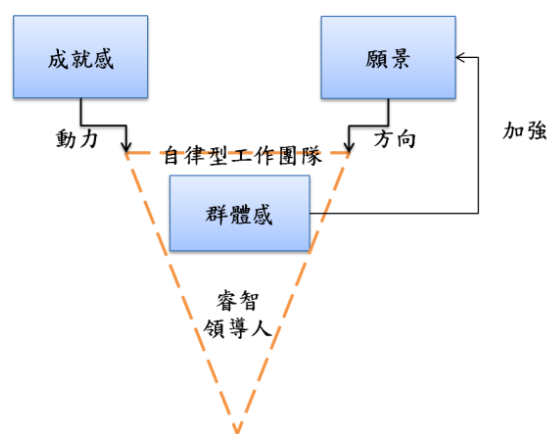 成就感
願景
動力
方向
加強
自律型工作團隊
群體感
睿智
領導人